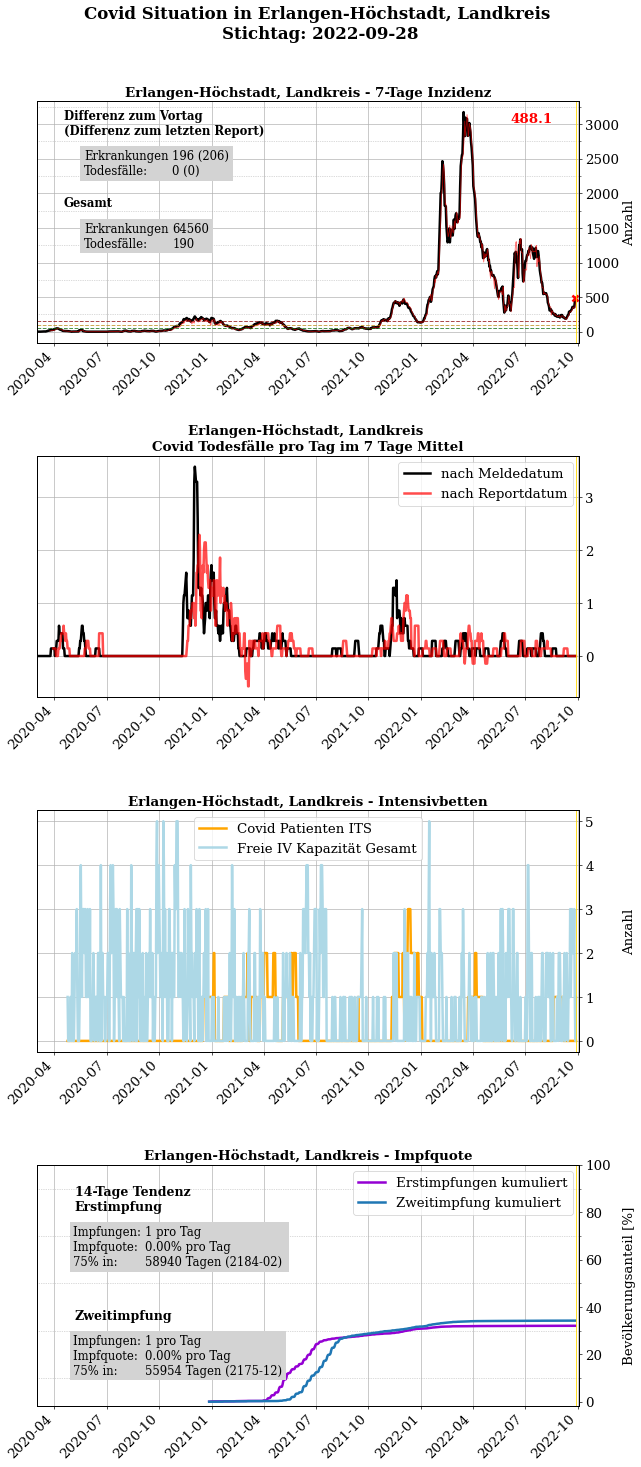 Covid Situation in Erlangen-Höchstadt, Landkreis
Stichtag: 2022-09-28
Erlangen-Höchstadt, Landkreis - 7-Tage Inzidenz
Differenz zum Vortag
(Differenz zum letzten Report)
Erkrankungen 196 (206)
Todesfälle: 0 (0)
Gesamt
Erkrankungen 64560
Todesfälle: 190
488.1
3000
2500
2000
1500
1000
500
0
Anzahl
2020-04
2020-07
2020-10
2021-01
2021-04
2021-07
2021-10
2022-01
2022-04
2022-07
2022-10
Erlangen-Höchstadt, Landkreis
Covid Todesfälle pro Tag im 7 Tage Mittel
nach Meldedatum
nach Reportdatum
3
2
1
0
2020-04
2020-07
2020-10
2021-01
2021-04
2021-07
2021-10
2022-01
2022-04
2022-07
2022-10
Erlangen-Höchstadt, Landkreis - Intensivbetten
Covid Patienten ITS
Freie IV Kapazität Gesamt
5
4
3
2
1
0
Anzahl
2020-04
2020-07
2020-10
2021-01
2021-04
2021-07
2021-10
2022-01
2022-04
2022-07
2022-10
Erlangen-Höchstadt, Landkreis - Impfquote
14-Tage Tendenz
Erstimpfung
Impfungen: 1 pro Tag
Impfquote: 0.00% pro Tag
75% in: 58940 Tagen (2184-02)
Zweitimpfung
Impfungen: 1 pro Tag
Impfquote: 0.00% pro Tag
75% in: 55954 Tagen (2175-12)
Erstimpfungen kumuliert
Zweitimpfung kumuliert
100
80
60
40
20
0
Bevölkerungsanteil [%]
2020-04
2020-07
2020-10
2021-01
2021-04
2021-07
2021-10
2022-01
2022-04
2022-07
2022-10